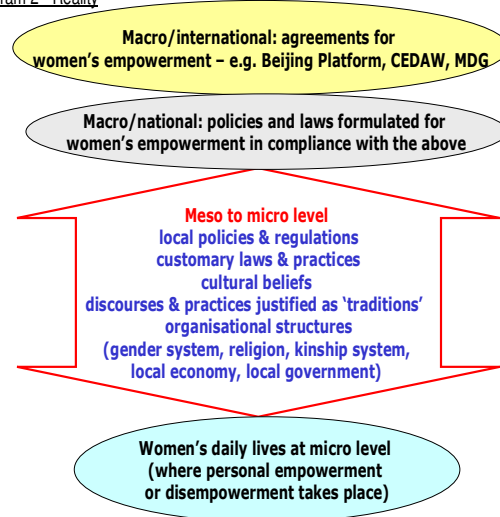 ram 2 - Reality
Macro/international: agreements for
women’s empowerment – e.g. Beijing Platform, CEDAW, MDG
Macro/national: policies and laws formulated for
women’s empowerment in compliance with the above
Meso to micro level
local policies & regulations
customary laws & practices
cultural beliefs
discourses & practices justified as ‘traditions’
organisational structures
(gender system, religion, kinship system,
local economy, local government)
Women’s daily lives at micro level
(where personal empowerment
or disempowerment takes place)